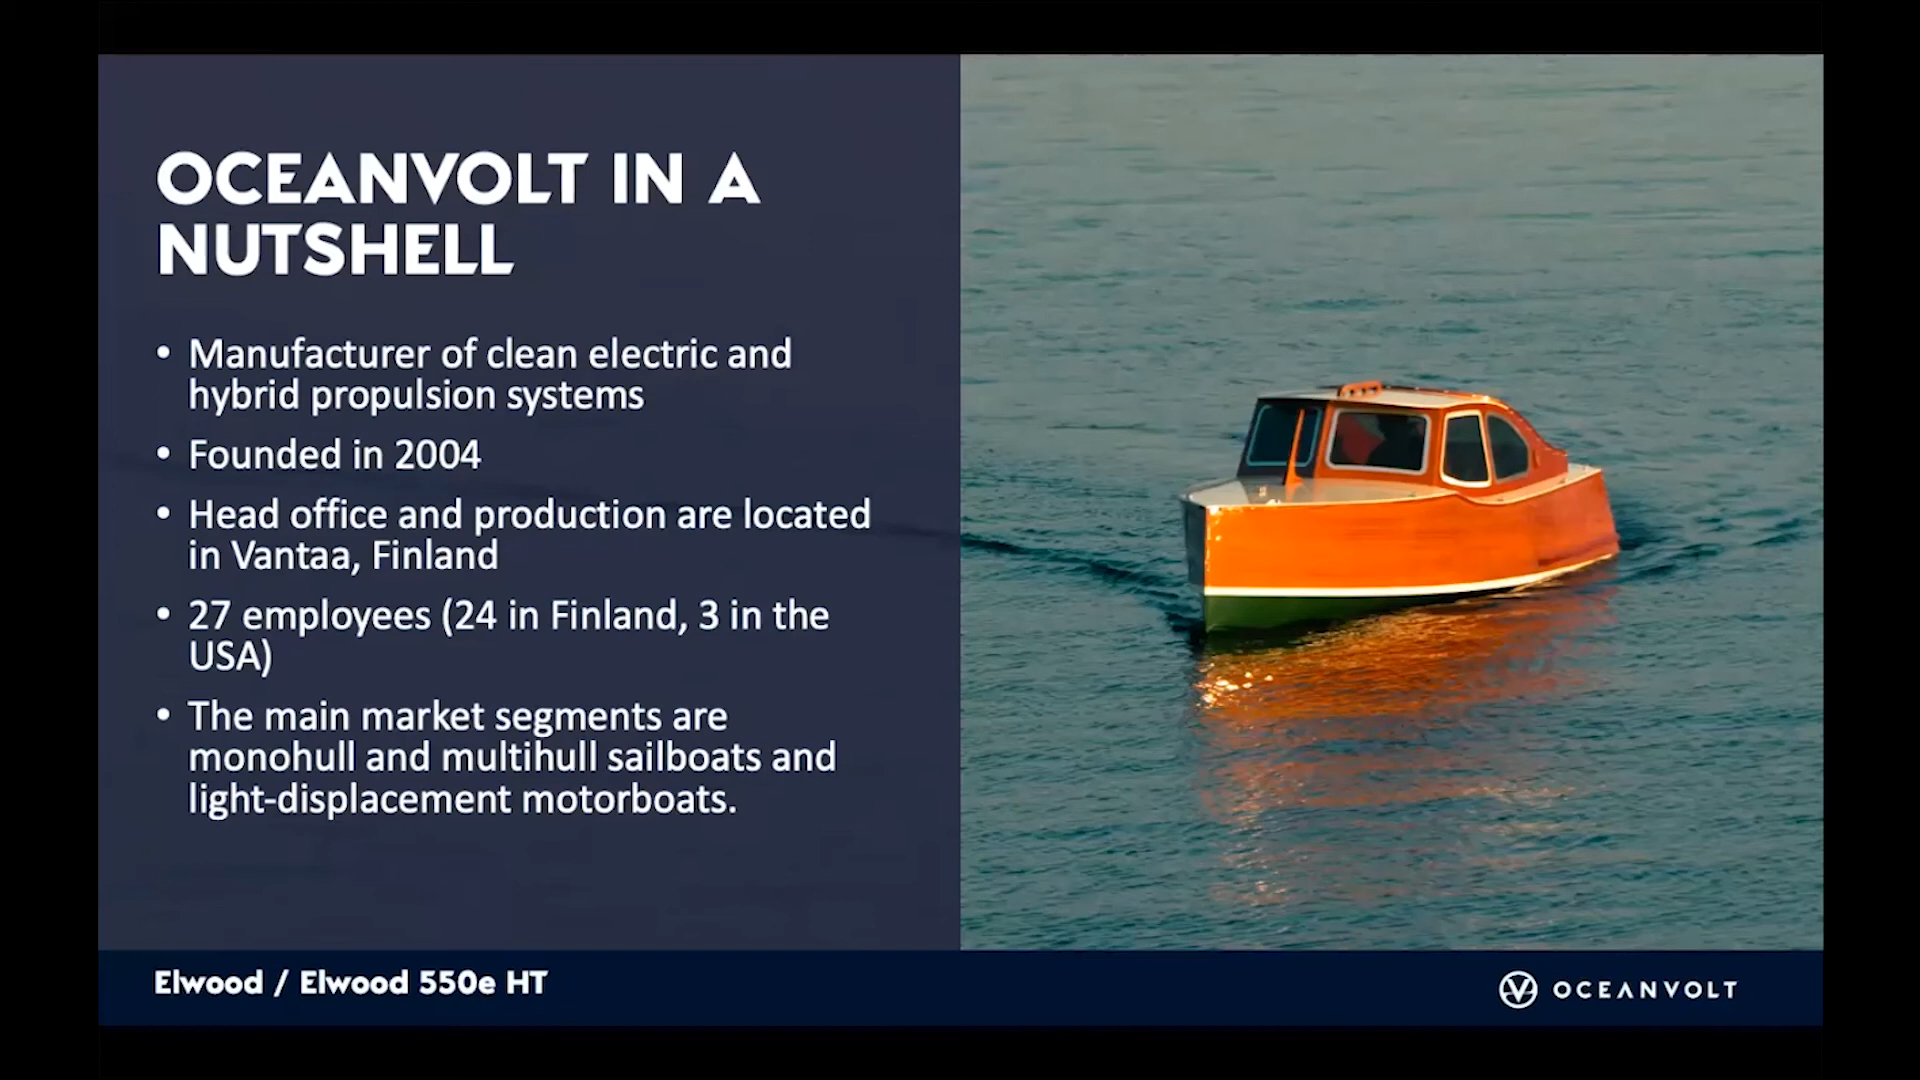 OCEANVOLT IN A
NUTSHELL
• Manufacturer of clean electric and
hybrid propulsion systems
• Founded in 2004
• Head office and production are located
in Vantaa, Finland
• 27 employees (24 in Finland, 3 in the
USA)
• The main market segments are
monohull and multihull sailboats and
light-displacement motorboats.
Elwood / Elwood 550e HT
OCEANVOLT